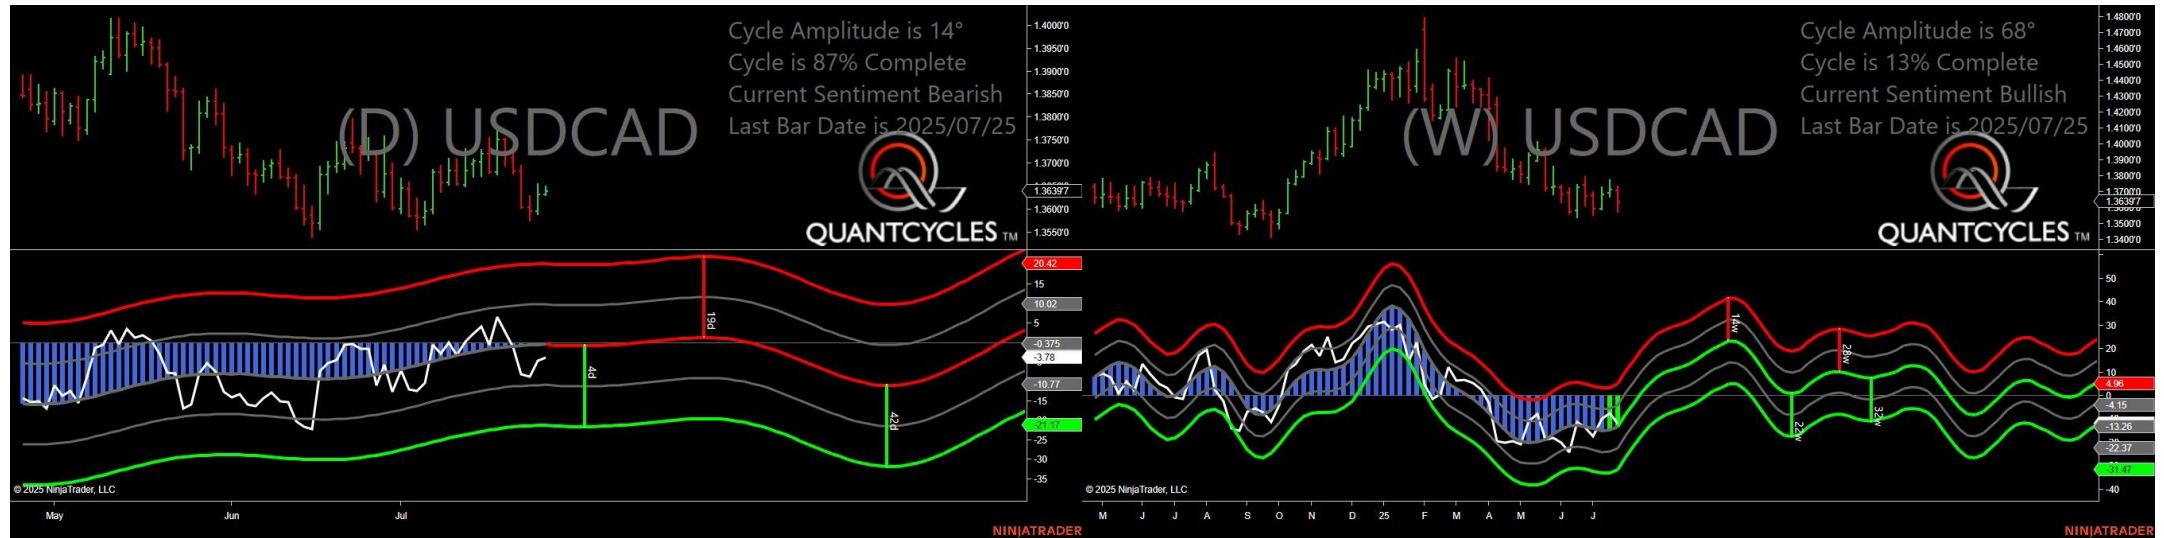 Cycle Amplitude is 14°
Cycle is 87% Complete
Current Sentiment Bearish
Last Bar Date is 2025/07/25
(D) USDCAD
QUANTCYCLES TM
1.4000'0
1.3950'0
1.3900'0
1.3850'0
1.3800'0
1.3750'0
1.3700'0
1.3639'7
1.3600'0
1.3550'0
20.42
15
10.02
5
-0.375
-3.78
-10.77
-15
-21.17
-25
-30
-35
19d
4d
42d
© 2025 NinjaTrader, LLC
May Jun Jul
NINJATRADER
Cycle Amplitude is 68°
Cycle is 13% Complete
Current Sentiment Bullish
Last Bar Date is 2025/07/25
(W) USDCAD
QUANTCYCLES TM
1.4800'0
1.4700'0
1.4600'0
1.4500'0
1.4400'0
1.4300'0
1.4200'0
1.4100'0
1.4000'0
1.3900'0
1.3800'0
1.3700'0
1.3639'7
1.3500'0
1.3400'0
50
40
30
20
10
4.96
0
-4.15
-13.26
-22.37
-31.47
-40
14w
28w
22w
32w
© 2025 NinjaTrader, LLC
M J J A S O N D 25 F M A M J J
NINJATRADER